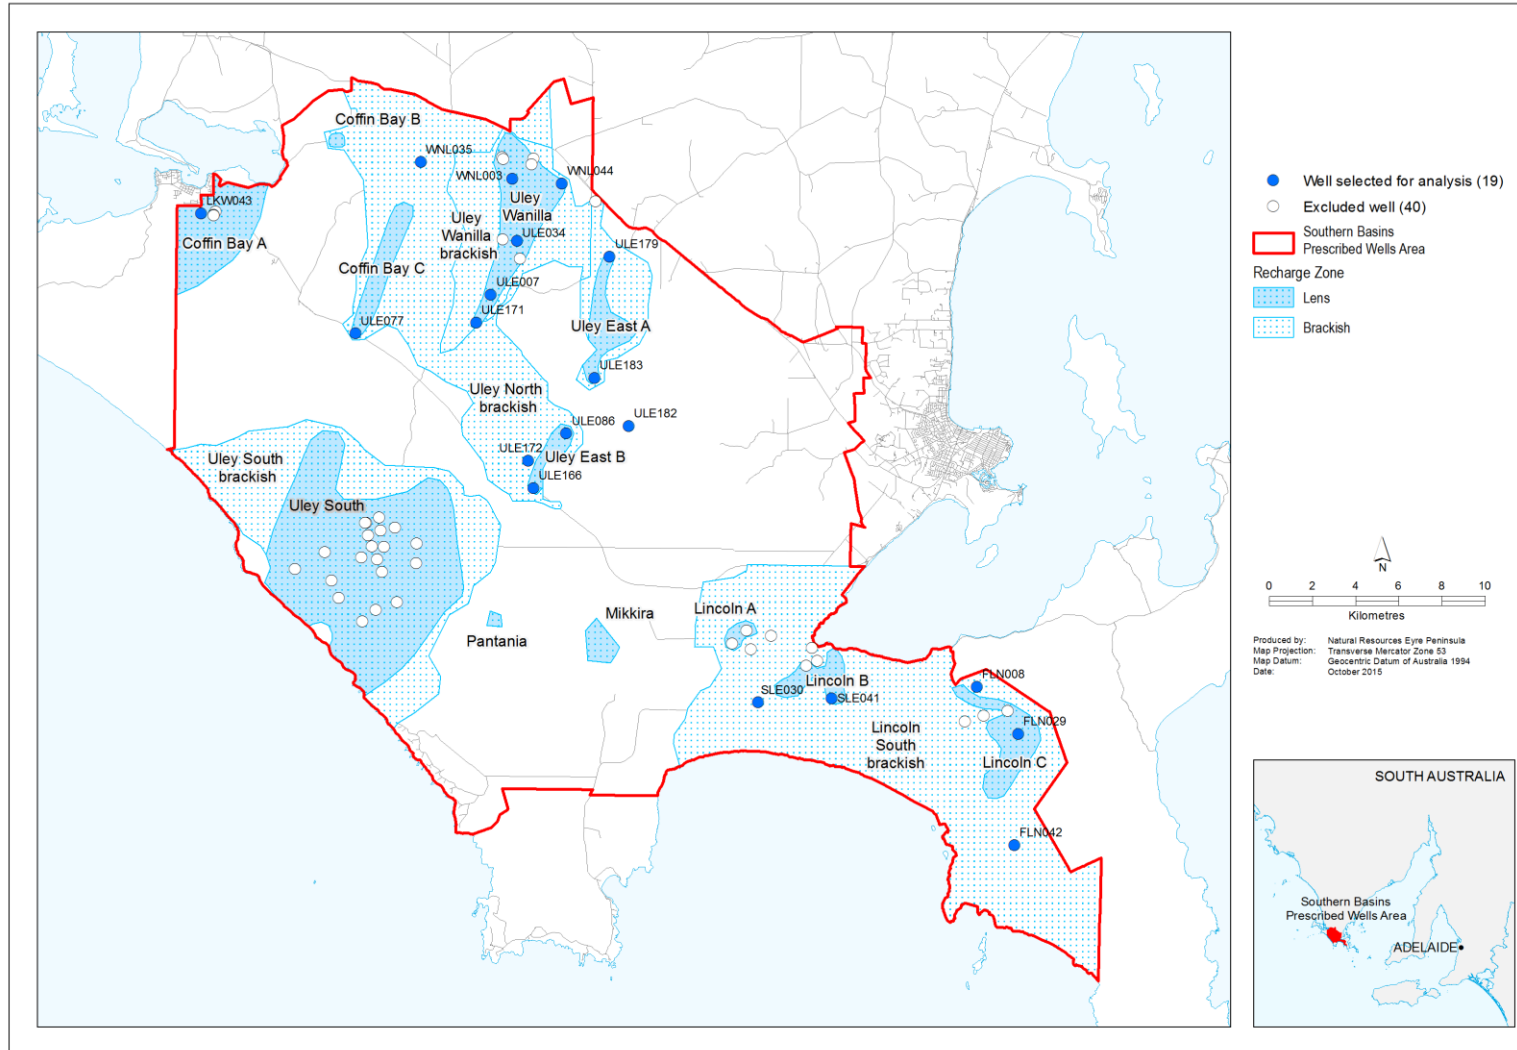 Coffin Bay B
WNL035
WNL003
WNL044
LKW043
Uley
Wanilla
Uley
Wanilla
brackish
ULE034
Coffin Bay A
ULE179
Coffin Bay C
ULE007
ULE171
ULE077
Uley East A
ULE183
Uley North
brackish
ULE182
ULE086
ULE172
Uley East B
Uley South
brackish
ULE166
Uley South
Pantania
Mikkira
Lincoln A
Lincoln B
SLE030
SLE041
FLN008
FLN029
Lincoln
South
brackish
Lincoln C
FLN042
Well selected for analysis (19)
Excluded well (40)
Southern Basins
Prescribed Wells Area
Recharge Zone
Lens
Brackish
N
0 2 4 6 8 10
Kilometres
Produced by: Natural Resources Eyre Peninsula
Map Projection: Transverse Mercator Zone 53
Map Datum: Geocentric Datum of Australia 1994
Date: October 2015
SOUTH AUSTRALIA
Southern Basins
Prescribed Wells Area
ADELAIDE